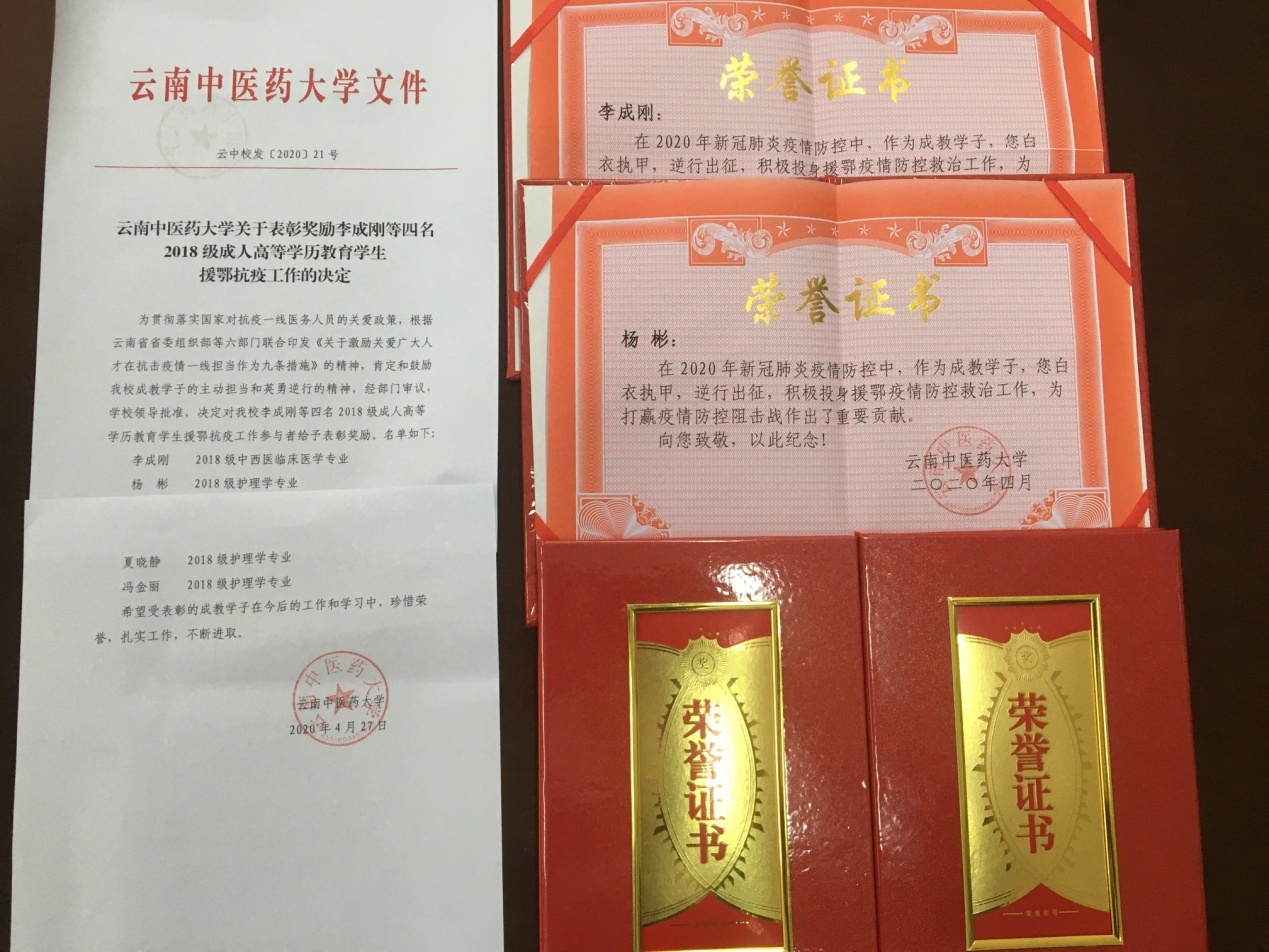 云南中医药大学文件
云中校发〔2020〕21号
云南中医药大学关于表彰奖励李成刚等四名
2018级成人高等学历教育学生
援鄂抗疫工作的决定
为贯彻落实国家对抗疫一线医务人员的关爱政策，根据
云南省省委组织部等六部门联合印发《关于激励关爱广大人
才在抗击疫情一线担当作为九条措施》的精神，肯定和鼓励
我校成教学子的主动担当和英勇逆行的精神，经部门审议，
学校领导批准，决定对我校李成刚等四名2018级成人高等
学历教育学生援鄂抗疫工作参与者给予表彰奖励。名单如下：
李成刚 2018级中西医临床医学专业
杨 彬 2018级护理学专业
夏晓静 2018级护理学专业
冯金丽 2018级护理学专业
希望受表彰的成教学子在今后的工作和学习中，珍惜荣
誉，扎实工作，不断进取。
云南中医药大学
2020年4月27日
荣誉证书
李成刚：
在2020年新冠肺炎疫情防控中，作为成教学子，您白
衣执甲，逆行出征，积极投身援鄂疫情防控救治工作，为
荣誉证书
杨 彬：
在2020年新冠肺炎疫情防控中，作为成教学子，您白
衣执甲，逆行出征，积极投身援鄂疫情防控救治工作，为
打赢疫情防控阻击战作出了重要贡献。
向您致敬，以此纪念！
云南中医药大学
二〇二〇年四月
奖
荣誉证书
奖
荣誉证书